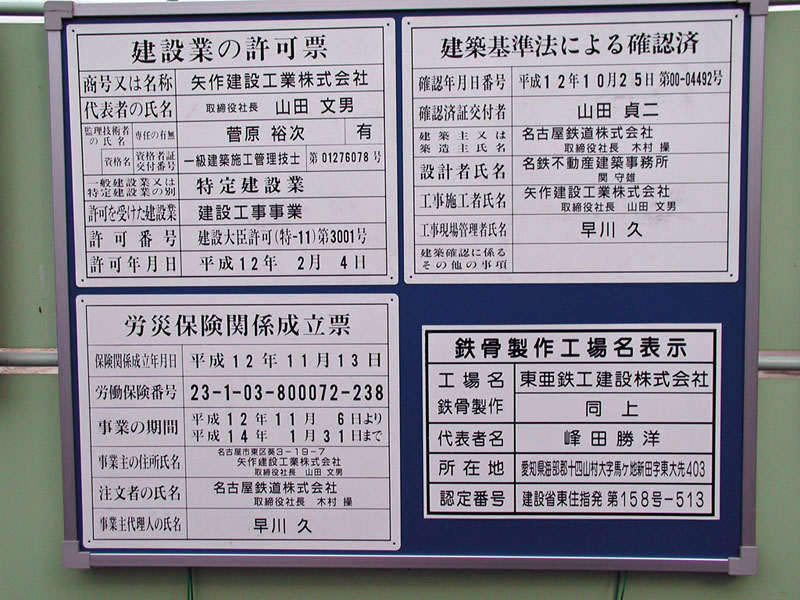 建設業の許可票
商号又は名称 矢作建設工業株式会社
代表者の氏名 取締役社長 山田 文男
監理技術者の氏名 専任の有無 菅原 裕次 有
資格名 資格者証交付番号 一級建築施工管理技士 第01276078号
一般建設業又は特定建設業の別 特定建設業
許可を受けた建設業 建設工事事業
許可番号 建設大臣許可(特-11)第3001号
許可年月日 平成12年 2月 4日
建築基準法による確認済
確認年月日番号 平成12年10月25日 第00-04492号
確認済証交付者 山田 貞二
建築主又は築造主氏名 名古屋鉄道株式会社
取締役社長 木村 操
設計者氏名 名鉄不動産建築事務所
関 守雄
工事施工者氏名 矢作建設工業株式会社
取締役社長 山田 文男
工事現場管理者氏名 早川 久
建築確認に係るその他の事項
労災保険関係成立票
保険関係成立年月日 平成12年11月13日
労働保険番号 23-1-03-800072-238
事業の期間 平成12年11月 6日より
平成14年 1月31日まで
事業主の住所氏名 名古屋市東区葵3-19-7
矢作建設工業株式会社
取締役社長 山田 文男
注文者の氏名 名古屋鉄道株式会社
取締役社長 木村 操
事業主代理人の氏名 早川 久
鉄骨製作工場名表示
工場名 東亜鉄工建設株式会社
鉄骨製作 同上
代表者名 峰田勝洋
所在地 愛知県海部郡十四山村大字馬ケ地新田字東大先403
認定番号 建設省東住指発 第158号-513